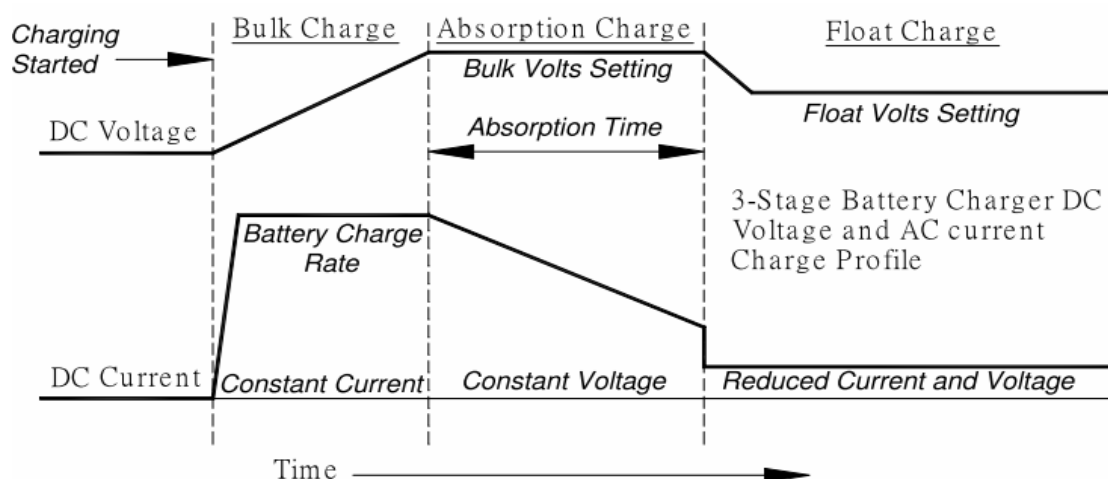 Charging
Started
Bulk Charge
Absorption Charge
Float Charge
Bulk Volts Setting
DC Voltage
Absorption Time
Float Volts Setting
Battery Charge
Rate
3-Stage Battery Charger DC
Voltage and AC current
Charge Profile
DC Current
Constant Current
Constant Voltage
Reduced Current and Voltage
Time